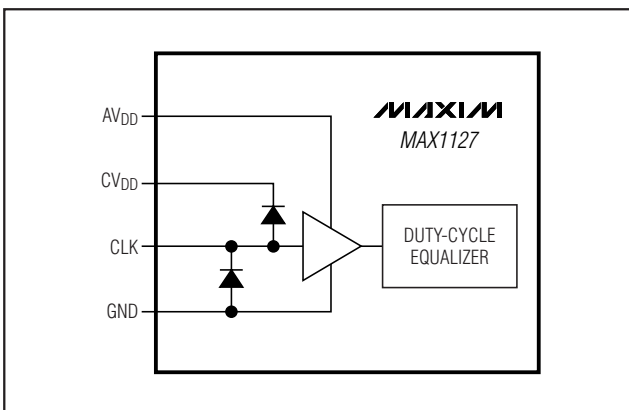 MAXIM
MAX1127
AVDD
CVDD
CLK
GND
DUTY-CYCLE
EQUALIZER